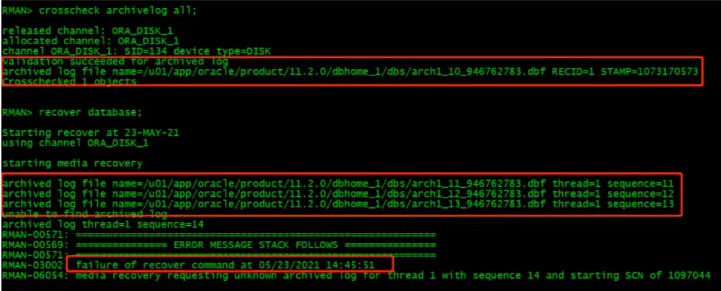 RMAN> crosscheck archivelog all;
released channel: ORA_DISK_1
allocated channel: ORA_DISK_1
channel ORA_DISK_1: SID=134 device type=DISK
validation succeeded for archived log
archived log file name=/u01/app/oracle/product/11.2.0/dbhome_1/dbs/arch1_10_946762783.dbf RECID=1 STAMP=1073170573
Crosschecked 1 objects
RMAN> recover database;
Starting recover at 23-MAY-21
using channel ORA_DISK_1
starting media recovery
archived log file name=/u01/app/oracle/product/11.2.0/dbhome_1/dbs/arch1_11_946762783.dbf thread=1 sequence=11
archived log file name=/u01/app/oracle/product/11.2.0/dbhome_1/dbs/arch1_12_946762783.dbf thread=1 sequence=12
archived log file name=/u01/app/oracle/product/11.2.0/dbhome_1/dbs/arch1_13_946762783.dbf thread=1 sequence=13
unable to find archived log
archived log thread=1 sequence=14
RMAN-00571: ===========================================================
RMAN-00569: =============== ERROR MESSAGE STACK FOLLOWS ===============
RMAN-00571: ===========================================================
RMAN-03002: failure of recover command at 05/23/2021 14:45:51
RMAN-06054: media recovery requesting unknown archived log for thread 1 with sequence 14 and starting SCN of 1097044